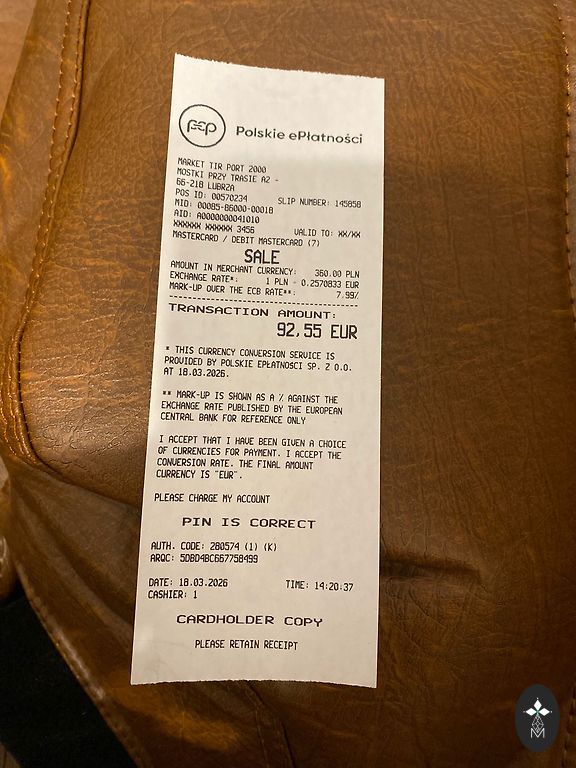 pep Polskie ePłatności
MARKET TIR PORT 2000
MOSTKI PRZY TRASIE A2 -
66-218 LUBRZA
POS ID: 00570234 SLIP NUMBER: 145858
MID: 00085-86000-00018
AID: A0000000041010
XXXXXX XXXXXX 3456 VALID TO: XX/XX
MASTERCARD / DEBIT MASTERCARD (7)
SALE
AMOUNT IN MERCHANT CURRENCY: 360.00 PLN
EXCHANGE RATE*: 1 PLN = 0.2570833 EUR
MARK-UP OVER THE ECB RATE**: 7.99%
TRANSACTION AMOUNT:
92,55 EUR
* THIS CURRENCY CONVERSION SERVICE IS
PROVIDED BY POLSKIE EPŁATNOŚCI SP. Z O.O.
AT 18.03.2026.
** MARK-UP IS SHOWN AS A % AGAINST THE
EXCHANGE RATE PUBLISHED BY THE EUROPEAN
CENTRAL BANK FOR REFERENCE ONLY
I ACCEPT THAT I HAVE BEEN GIVEN A CHOICE
OF CURRENCIES FOR PAYMENT. I ACCEPT THE
CONVERSION RATE. THE FINAL AMOUNT
CURRENCY IS "EUR".
PLEASE CHARGE MY ACCOUNT
PIN IS CORRECT
AUTH. CODE: 280574 (1) (K)
ARQC: 5DBD4BC667758499
DATE: 18.03.2026 TIME: 14:20:37
CASHIER: 1
CARDHOLDER COPY
PLEASE RETAIN RECEIPT
M